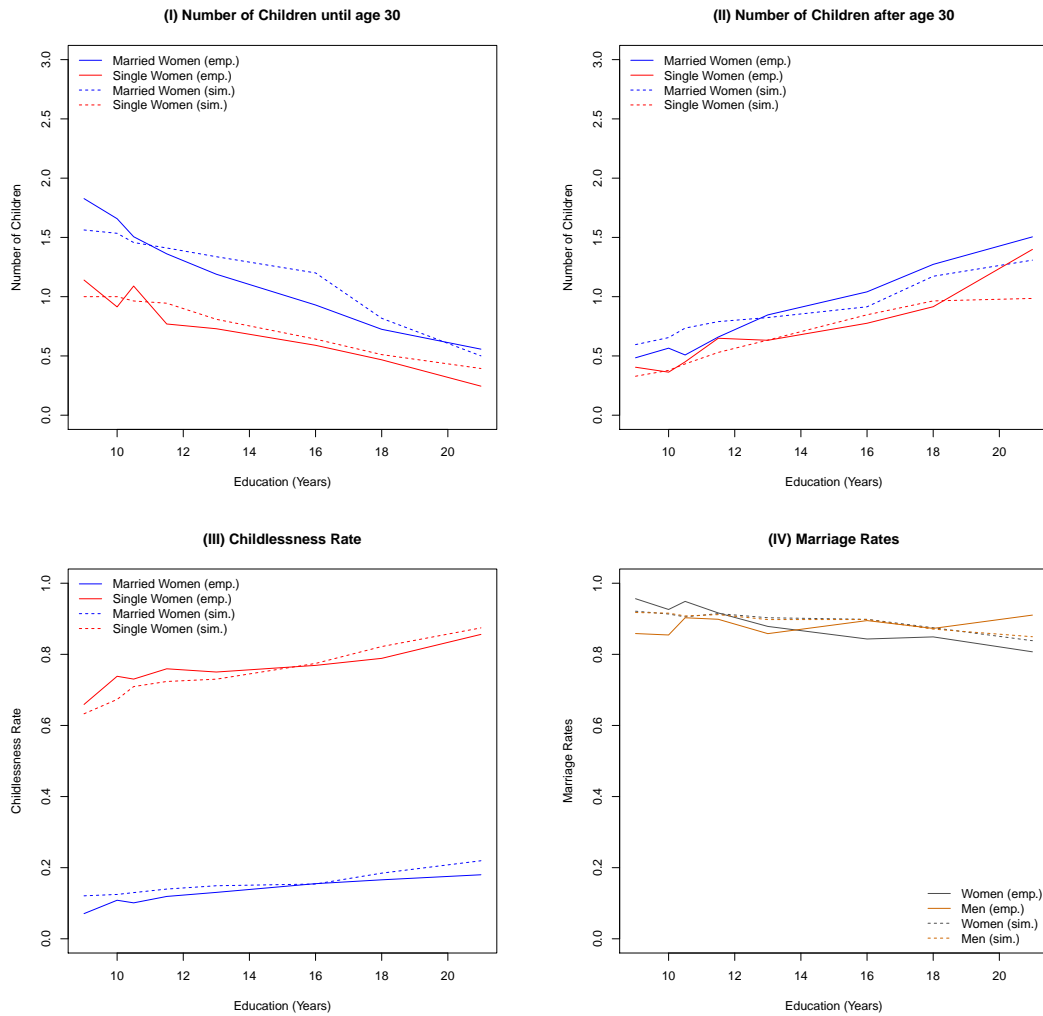 (I) Number of Children until age 30
Number of Children
0.0 0.5 1.0 1.5 2.0 2.5 3.0
Married Women (emp.)
Single Women (emp.)
Married Women (sim.)
Single Women (sim.)
10 12 14 16 18 20
Education (Years)
(II) Number of Children after age 30
Number of Children
0.0 0.5 1.0 1.5 2.0 2.5 3.0
Married Women (emp.)
Single Women (emp.)
Married Women (sim.)
Single Women (sim.)
10 12 14 16 18 20
Education (Years)
(III) Childlessness Rate
Childlessness Rate
0.0 0.2 0.4 0.6 0.8 1.0
Married Women (emp.)
Single Women (emp.)
Married Women (sim.)
Single Women (sim.)
10 12 14 16 18 20
Education (Years)
(IV) Marriage Rates
Marriage Rates
0.0 0.2 0.4 0.6 0.8 1.0
Women (emp.)
Men (emp.)
Women (sim.)
Men (sim.)
10 12 14 16 18 20
Education (Years)